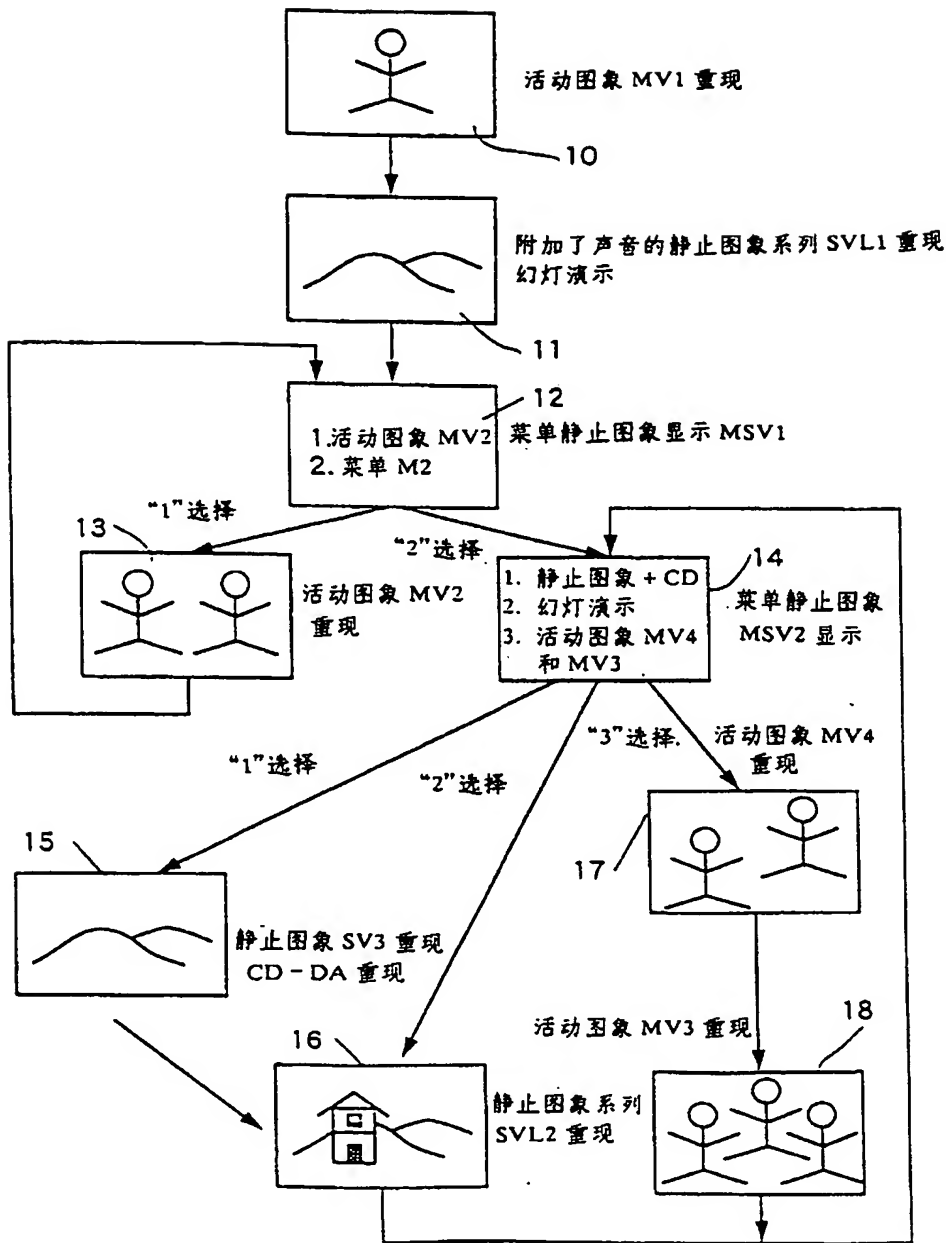 活动图象 MV1 重现
10
附加了声音的静止图象系列 SVL1 重现
幻灯演示
11
12
1.活动图象 MV2
2.菜单 M2
菜单静止图象显示 MSV1
"1"选择
"2"选择
13
活动图象 MV2
重现
14
1. 静止图象 + CD
2. 幻灯演示
3. 活动图象 MV4
和 MV3
菜单静止图象
MSV2 显示
"1"选择
"2"选择
"3"选择.
活动图象 MV4
重现
15
静止图象 SV3 重现
CD-DA 重现
17
16
静止图象系列
SVL2 重现
活动图象 MV3 重现
18